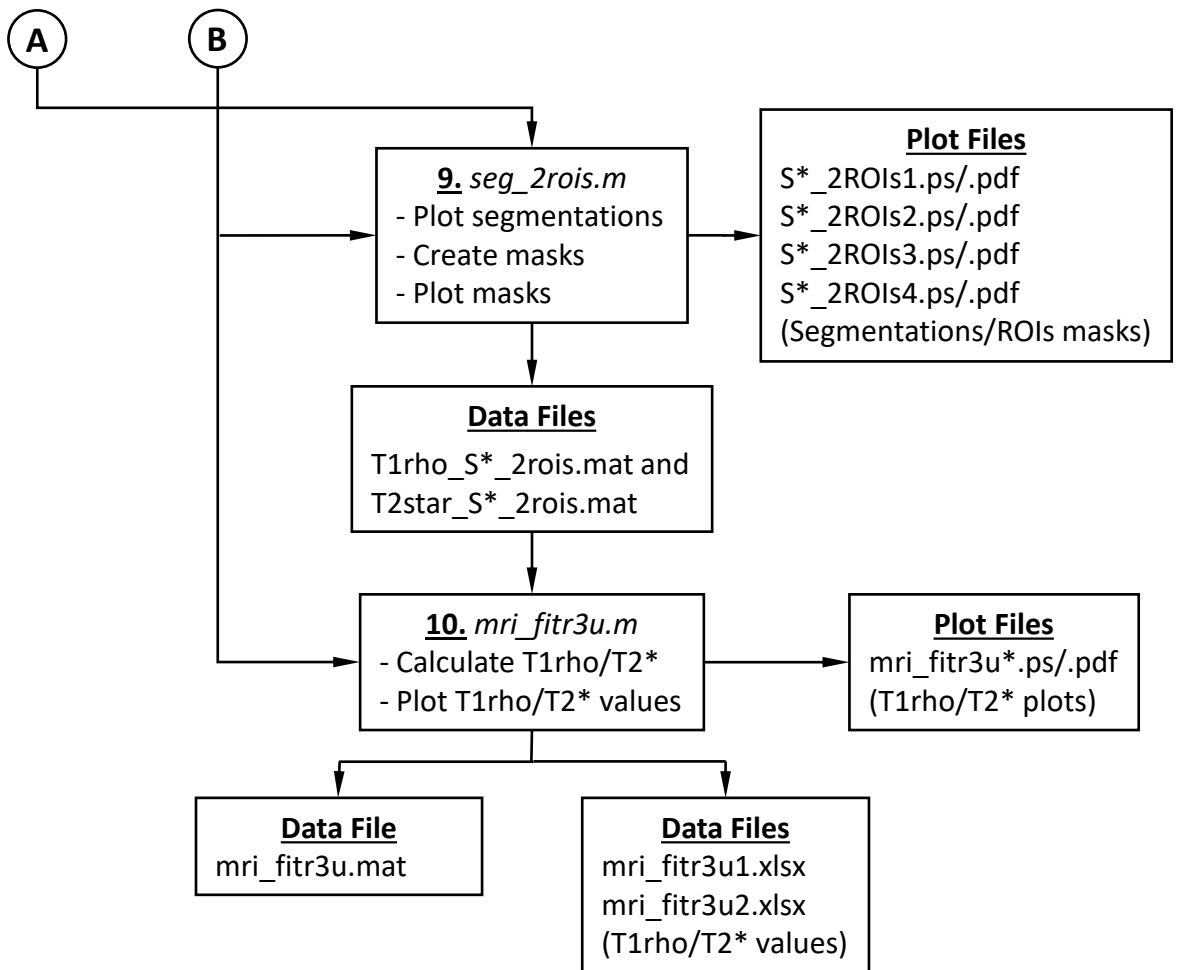 A
B
9. seg_2rois.m
- Plot segmentations
- Create masks
- Plot masks
Plot Files
S*_2ROIs1.ps/.pdf
S*_2ROIs2.ps/.pdf
S*_2ROIs3.ps/.pdf
S*_2ROIs4.ps/.pdf
(Segmentations/ROIs masks)
Data Files
T1rho_S*_2rois.mat and
T2star_S*_2rois.mat
10. mri_fitr3u.m
- Calculate T1rho/T2*
- Plot T1rho/T2* values
Plot Files
mri_fitr3u*.ps/.pdf
(T1rho/T2* plots)
Data File
mri_fitr3u.mat
Data Files
mri_fitr3u1.xlsx
mri_fitr3u2.xlsx
(T1rho/T2* values)